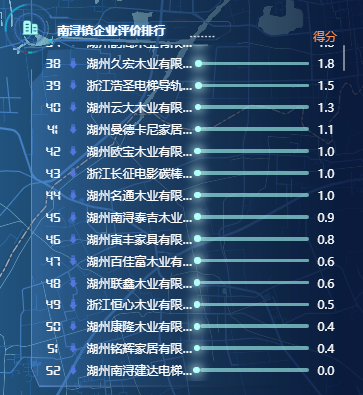 南浔镇企业评价排行
得分
38 湖州久宏木业有限... 1.8
39 浙江浩圣电梯导轨... 1.5
40 湖州云大木业有限... 1.3
41 湖州曼德卡尼家居... 1.1
42 湖州欧宝木业有限... 1.0
43 浙江长征电影碳棒... 1.0
44 湖州名通木业有限... 1.0
45 湖州南浔泰吉木业... 0.9
46 湖州寅丰家具有限... 0.8
47 湖州百佳富木业有... 0.6
48 湖州联鑫木业有限... 0.6
49 浙江恒心木业有限... 0.5
50 湖州康隆木业有限... 0.4
51 湖州铭辉家居有限... 0.4
52 湖州南浔建达电梯... 0.0